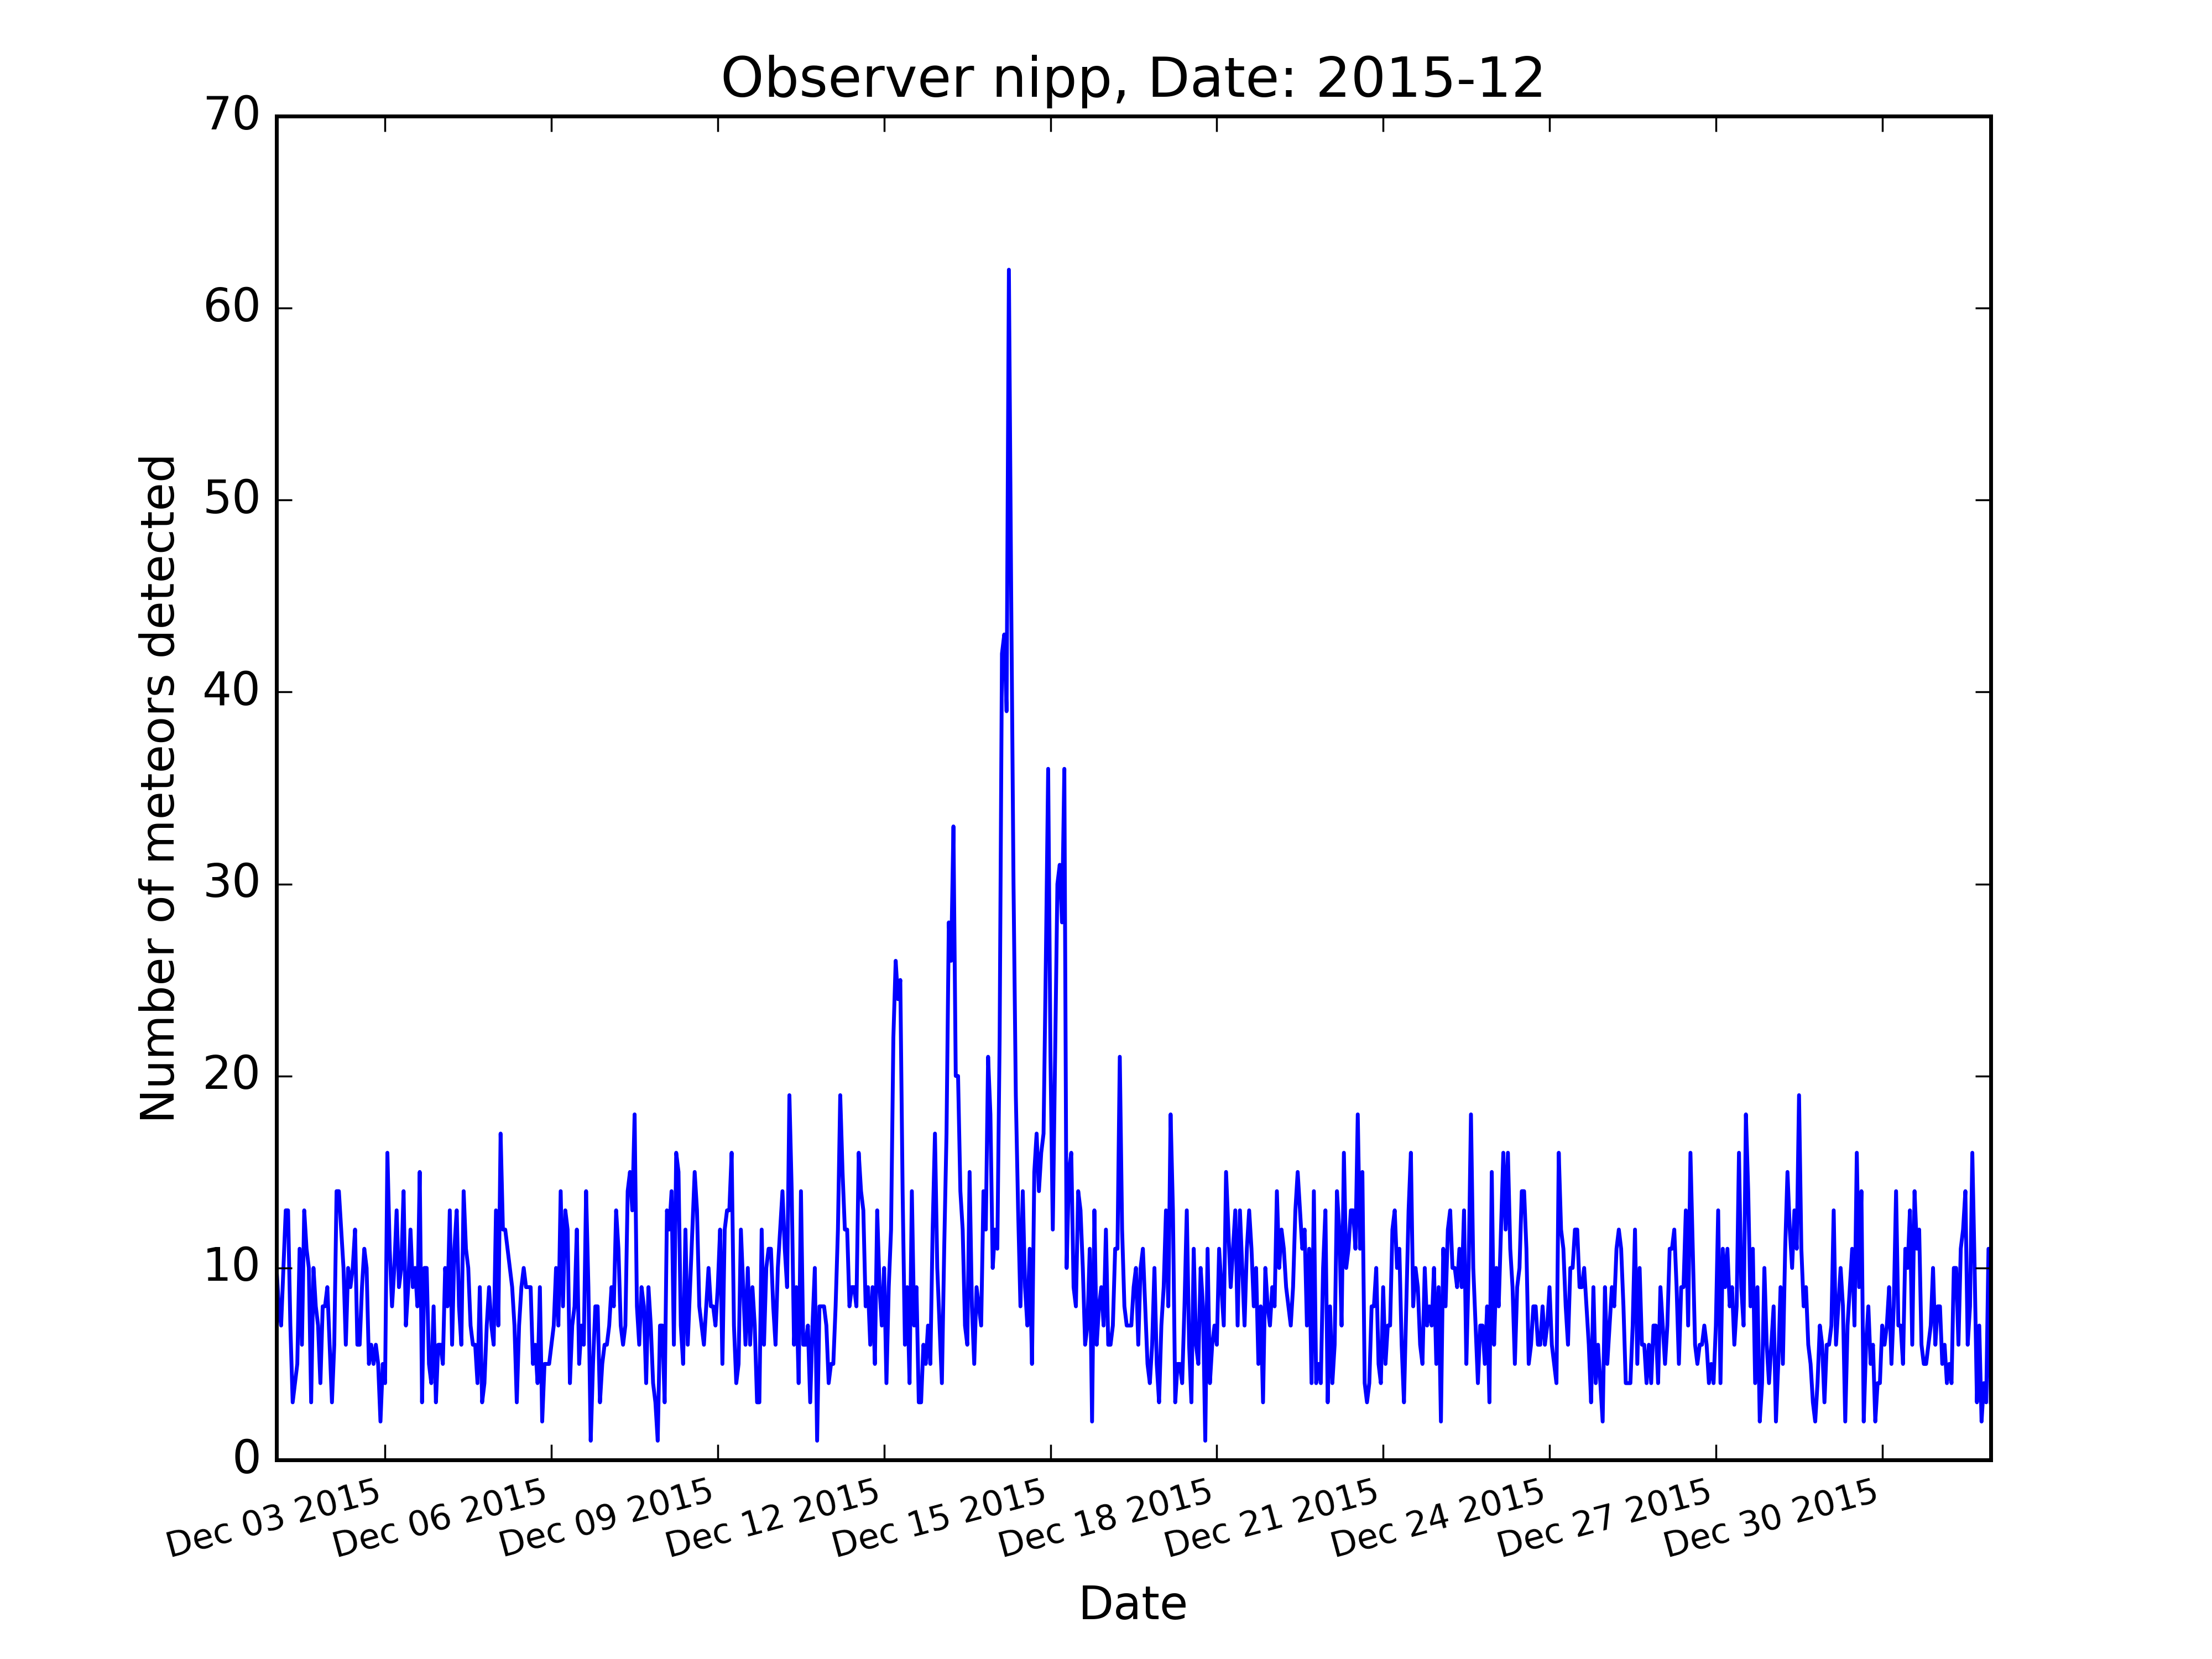 Observer nipp, Date: 2015-12
70
60
50
40
30
20
10
0
Number of meteors detected
Dec 03 2015
Dec 06 2015
Dec 09 2015
Dec 12 2015
Dec 15 2015
Dec 18 2015
Dec 21 2015
Dec 24 2015
Dec 27 2015
Dec 30 2015
Date